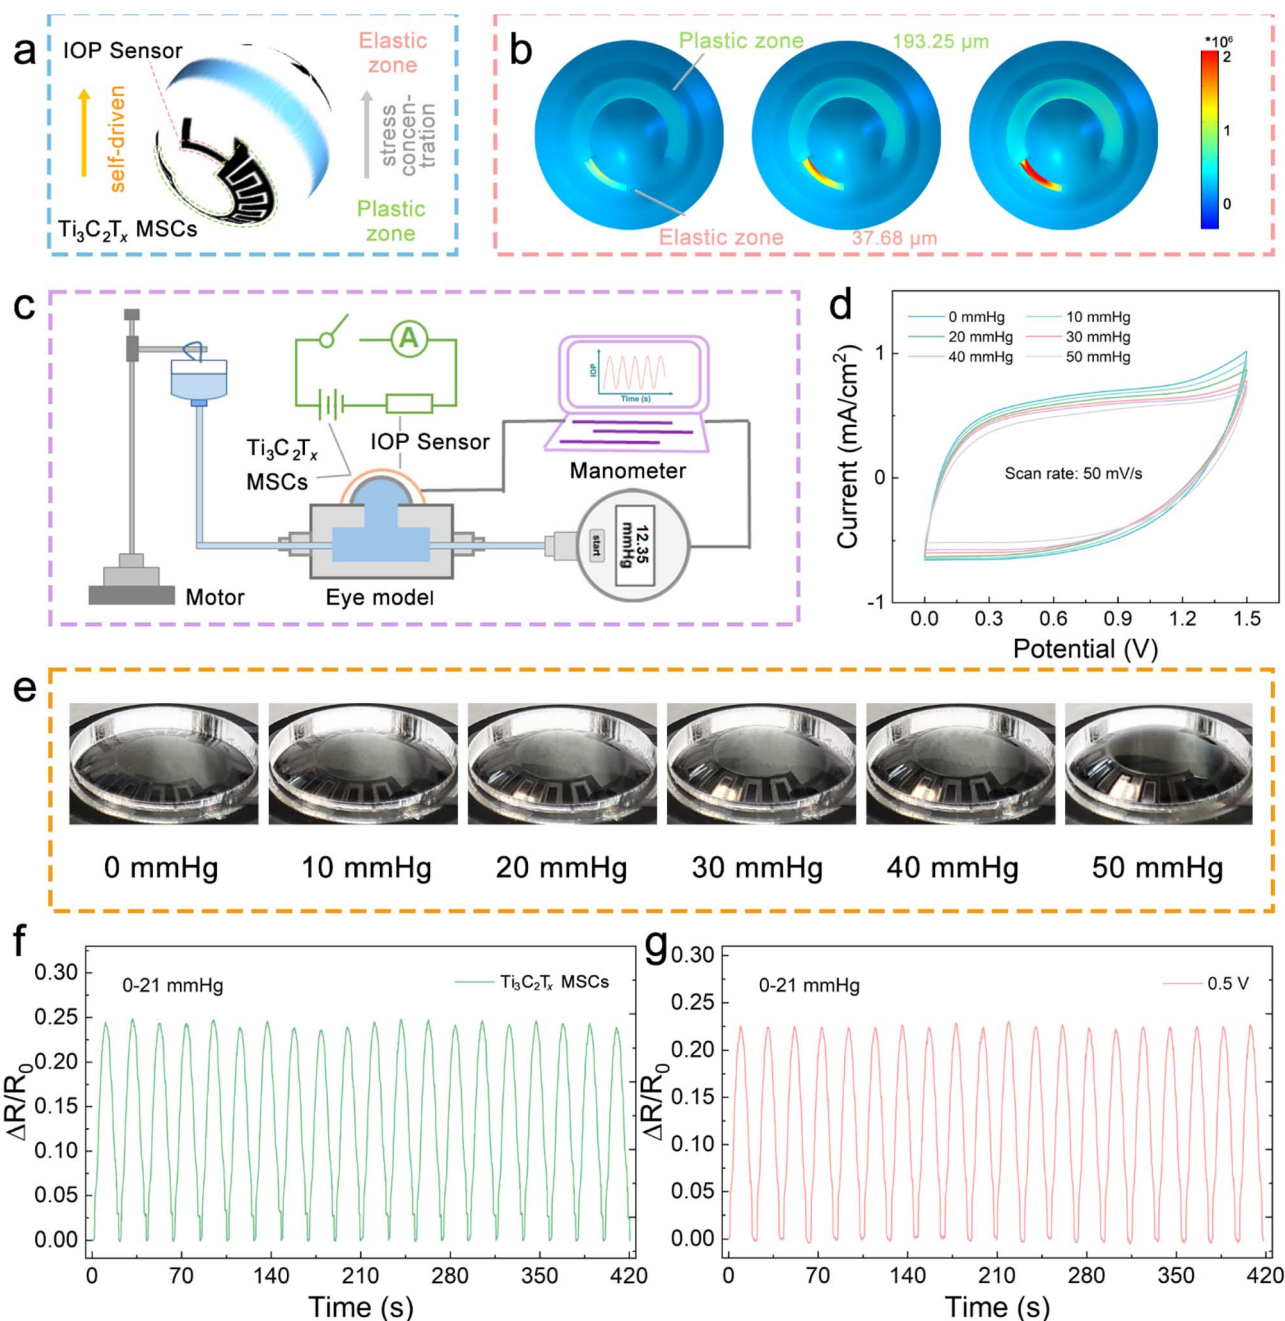 a
IOP Sensor
Elastic
zone
self-driven
stress
concen-
tration
Ti₃C₂Tₓ MSCs
Plastic
zone
b
Plastic zone
193.25 μm
Elastic zone
37.68 μm
*10⁶
2
1
0
c
A
IOP
Time (s)
Ti₃C₂Tₓ
MSCs
IOP Sensor
Manometer
12.35
mmHg
start
Motor
Eye model
d
0 mmHg
10 mmHg
20 mmHg
30 mmHg
40 mmHg
50 mmHg
Scan rate: 50 mV/s
Current (mA/cm²)
1
0
-1
0.0 0.3 0.6 0.9 1.2 1.5
Potential (V)
e
0 mmHg 10 mmHg 20 mmHg 30 mmHg 40 mmHg 50 mmHg
f
0-21 mmHg
Ti₃C₂Tₓ MSCs
ΔR/R₀
0.30
0.25
0.20
0.15
0.10
0.05
0.00
0 70 140 210 280 350 420
Time (s)
g
0-21 mmHg
0.5 V
ΔR/R₀
0.30
0.25
0.20
0.15
0.10
0.05
0.00
0 70 140 210 280 350 420
Time (s)